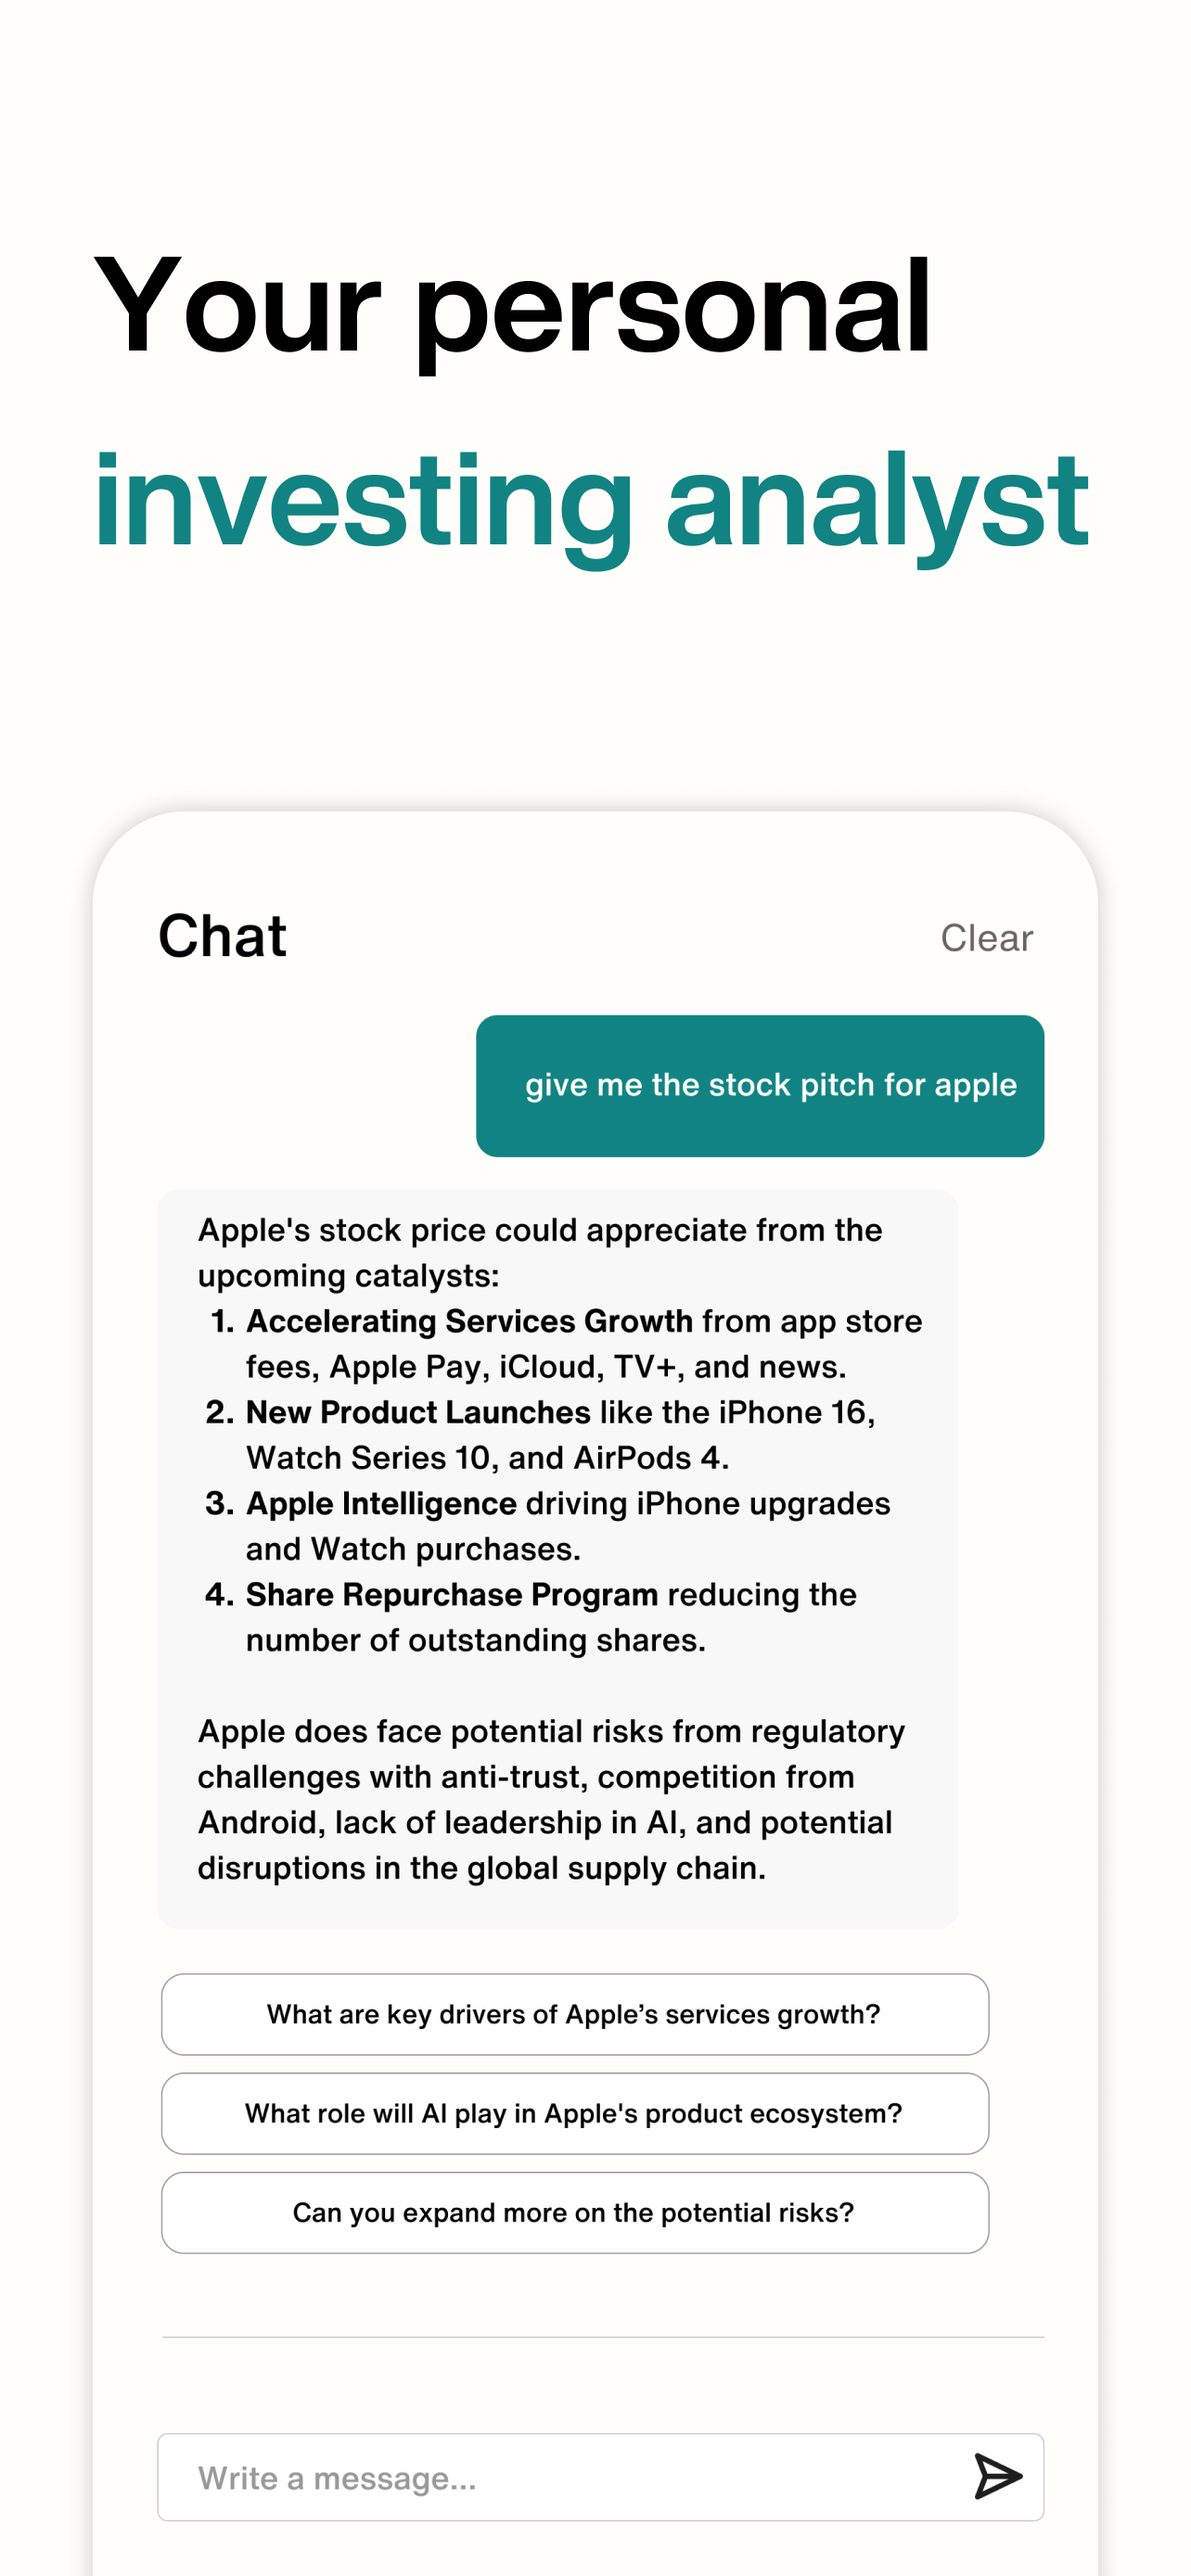 Your personal
investing analyst
Chat
Clear
give me the stock pitch for apple
Apple's stock price could appreciate from the
upcoming catalysts:
1. Accelerating Services Growth from app store
fees, Apple Pay, iCloud, TV+, and news.
2. New Product Launches like the iPhone 16,
Watch Series 10, and AirPods 4.
3. Apple Intelligence driving iPhone upgrades
and Watch purchases.
4. Share Repurchase Program reducing the
number of outstanding shares.
Apple does face potential risks from regulatory
challenges with anti-trust, competition from
Android, lack of leadership in AI, and potential
disruptions in the global supply chain.
What are key drivers of Apple’s services growth?
What role will AI play in Apple's product ecosystem?
Can you expand more on the potential risks?
Write a message...